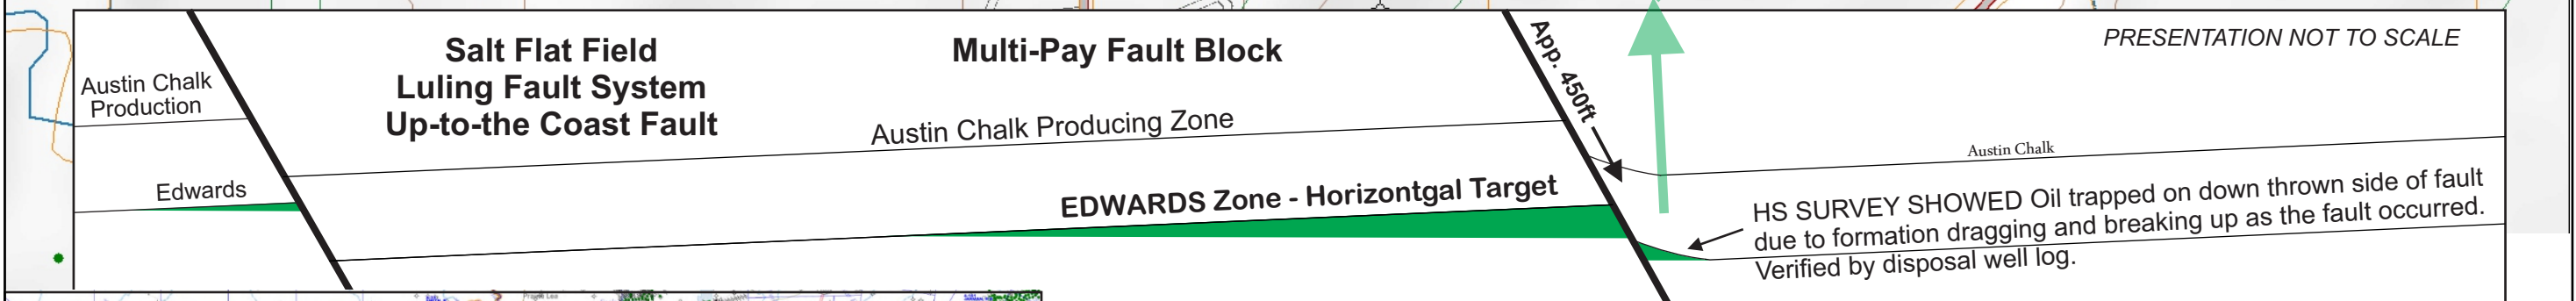 Salt Flat Field
Luling Fault System
Up-to-the Coast Fault
Multi-Pay Fault Block
PRESENTATION NOT TO SCALE
App. 450ft
Austin Chalk
Production
Austin Chalk Producing Zone
Austin Chalk
Edwards
EDWARDS Zone - Horizontgal Target
HS SURVEY SHOWED Oil trapped on down thrown side of fault
due to formation dragging and breaking up as the fault occurred.
Verified by disposal well log.